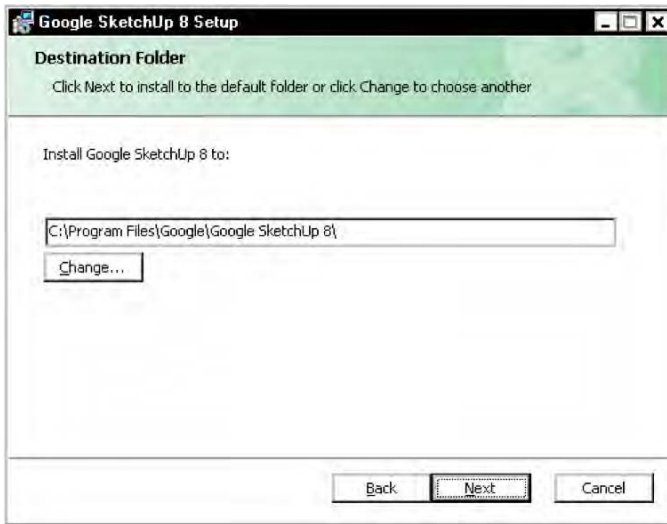 Google SketchUp 8 Setup
Destination Folder
Click Next to install to the default folder or click Change to choose another
Install Google SketchUp 8 to:
C:\Program Files\Google\Google SketchUp 8\
Change...
Back Next Cancel